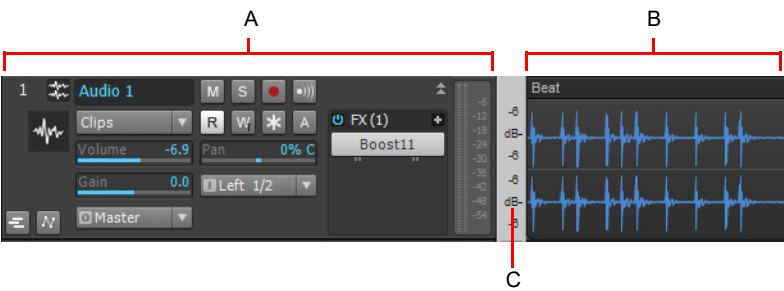 A
B
1 Audio 1 M S
Clips R W * A
Volume -6.9 Pan 0% C
Gain 0.0 I Left 1/2
O Master
FX (1) +
Boost11
-6
-12
-18
-24
-30
-36
-42
-48
-54
-6
dB-
-6
-6
dB-
-6
Beat
C